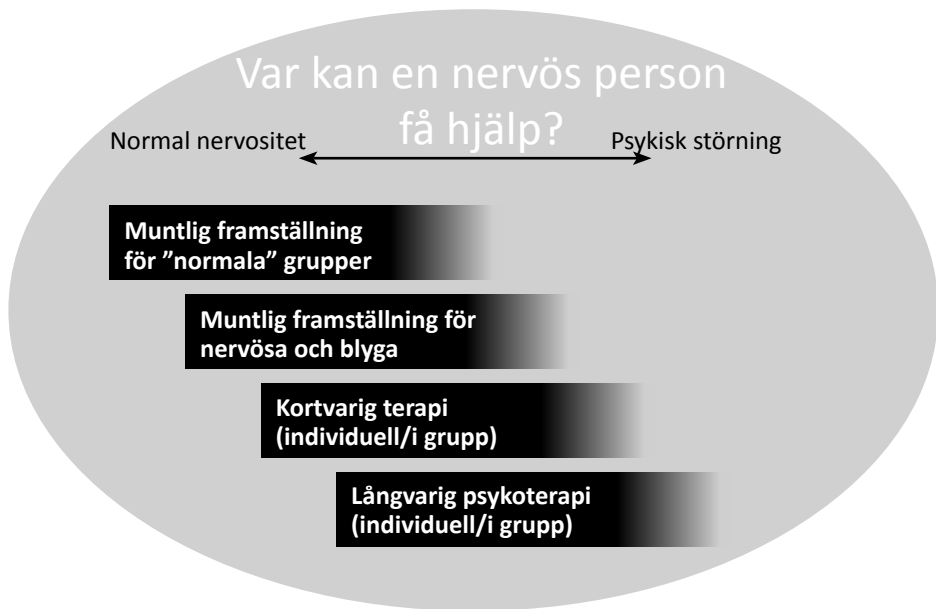 Var kan en nervös person
få hjälp?
Normal nervositet
Psykisk störning
Muntlig framställning
för ”normala” grupper
Muntlig framställning för
nervösa och blyga
Kortvarig terapi
(individuell/i grupp)
Långvarig psykoterapi
(individuell/i grupp)